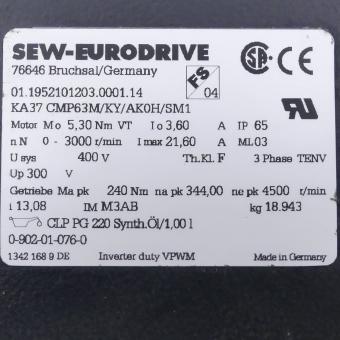 SEW-EURODRIVE
76646 Bruchsal/Germany
01.1952101203.0001.14
FS 04
KA37 CMP63M/KY/AK0H/SM1
Motor Mo 5,30 Nm VT Io 3,60 A IP 65
n N 0 - 3000 r/min I max 21,60 A ML03
U sys 400 V Th.Kl. F 3 Phase TENV
Up 300 V
Getriebe Ma pk 240 Nm na pk 344,00 ne pk 4500 r/min
i 13,08 IM M3AB kg 18.943
CLP PG 220 Synth.Öl/1,00 l
0-902-01-076-0
1342 168 9 DE Inverter duty VPWM Made in Germany